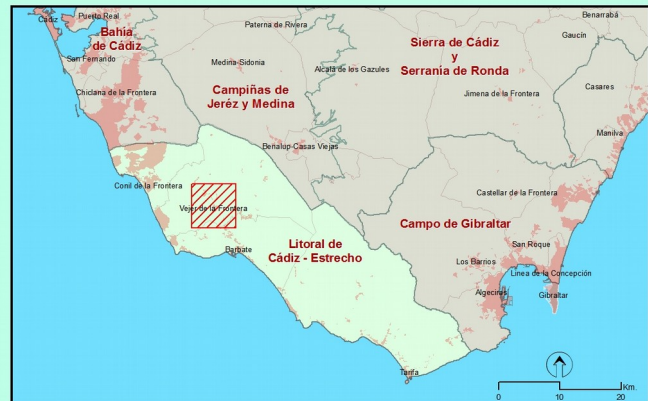 Cádiz
Puerto Real
Bahía
de Cádiz
San Fernando
Chiclana de la Frontera
Paterna de Rivera
Medina-Sidonia
Campiñas de
Jeréz y Medina
Alcalá de los Gazules
Benalup-Casas Viejas
Sierra de Cádiz
y
Serrania de Ronda
Jimena de la Frontera
Benarrabá
Gaucín
Casares
Manilva
Conil de la Frontera
Vejer de la Frontera
Barbate
Litoral de
Cádiz - Estrecho
Castellar de la Frontera
Campo de Gibraltar
San Roque
Los Barrios
Linea de la Concepción
Algeciras
Gibraltar
Tarifa
Km.
0
10
20